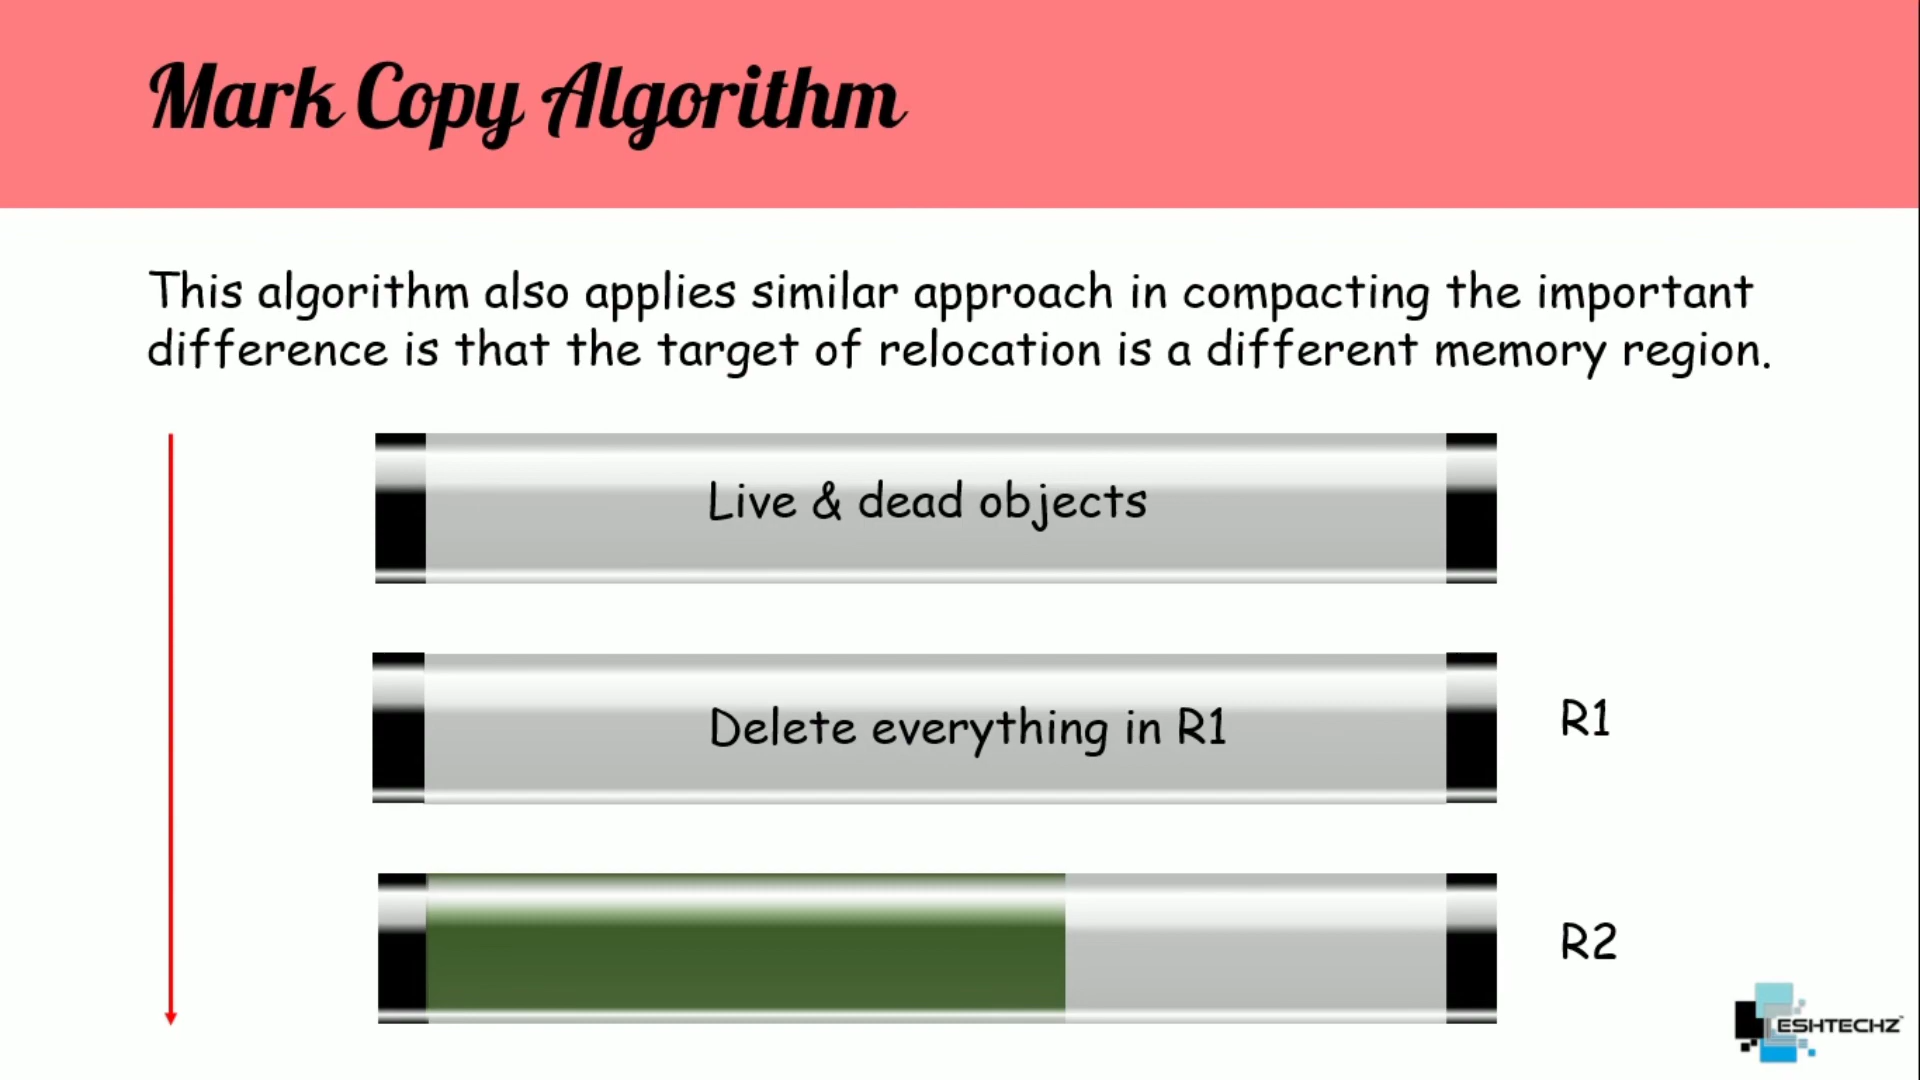 Mark Copy Algorithm
This algorithm also applies similar approach in compacting the important
difference is that the target of relocation is a different memory region.
Live & dead objects
Delete everything in R1
R1
R2
ESHTECHZ